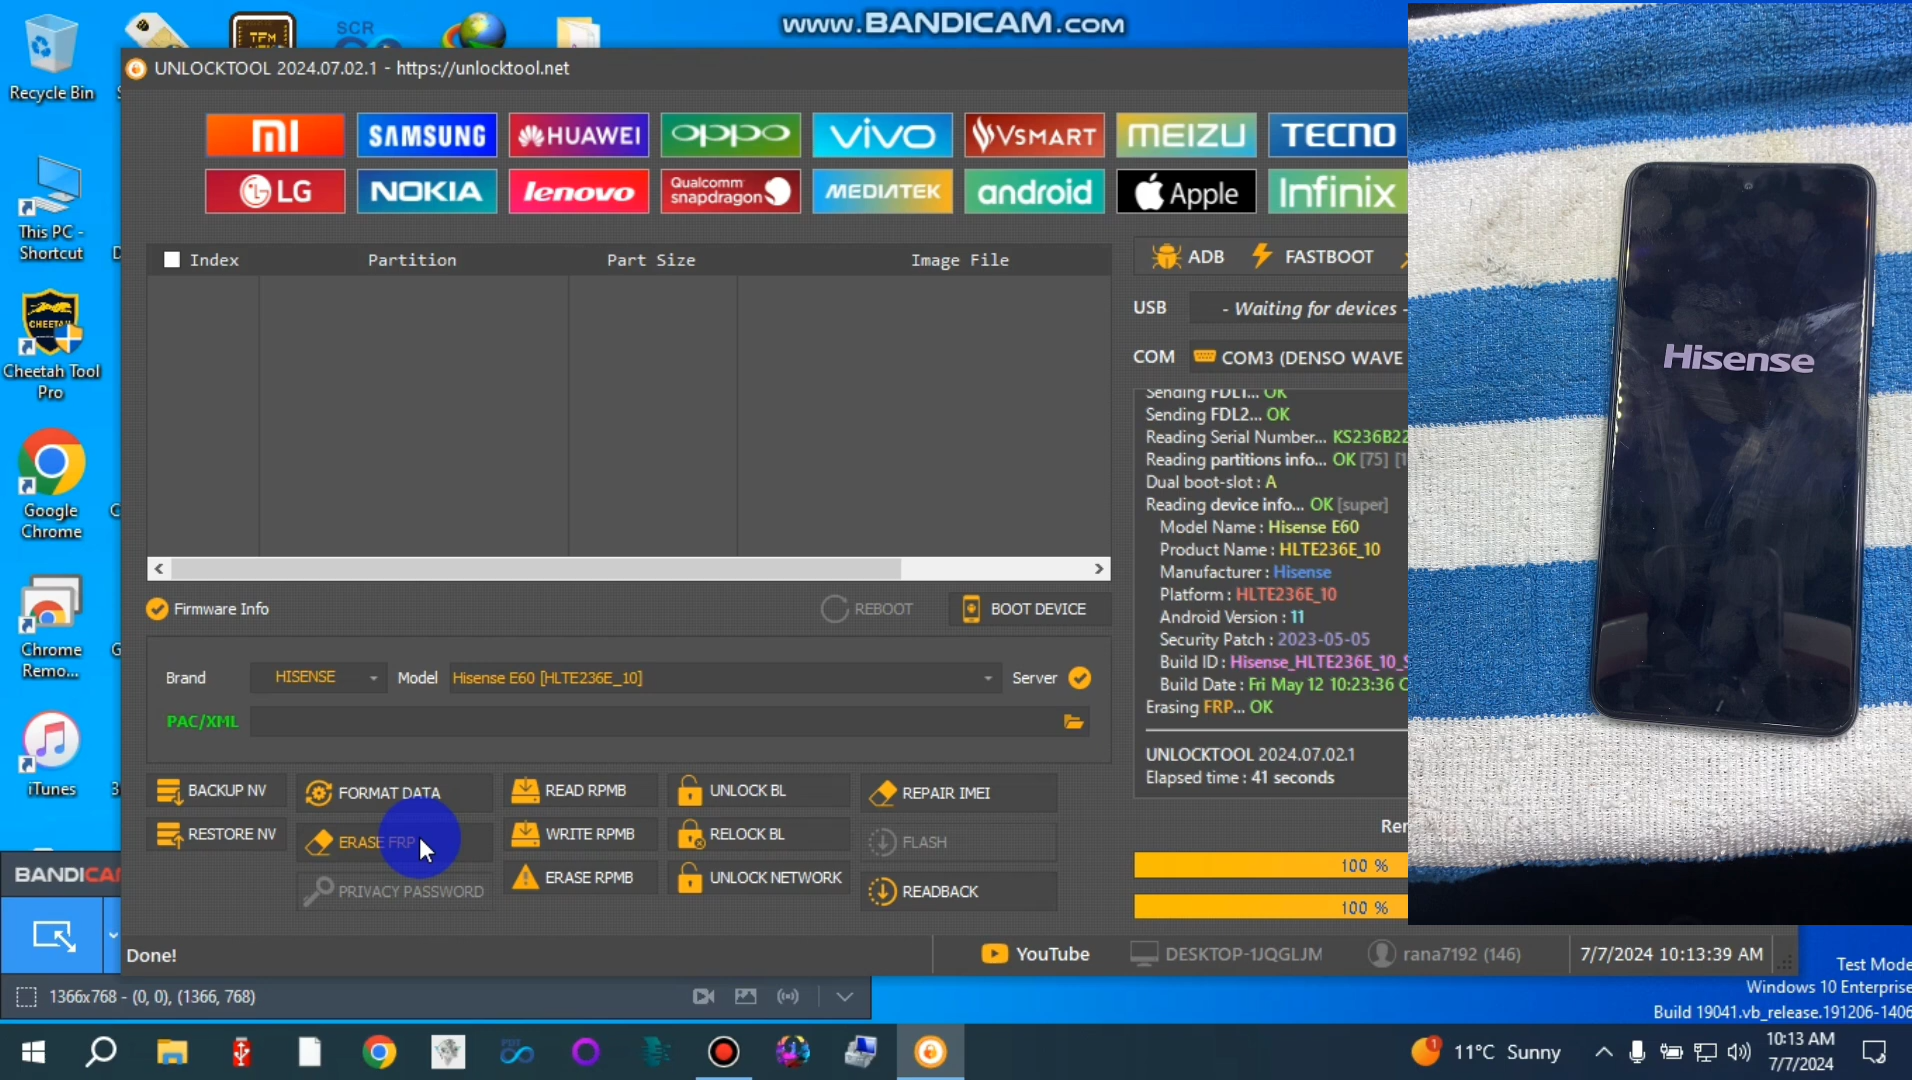 www.BANDICAM.com
SCR
TFM
Recycle Bin
This PC -
Shortcut
CHEETAH
Cheetah Tool
Pro
Google
Chrome
Chrome
Remo...
iTunes
BANDICA
UNLOCKTOOL 2024.07.02.1 - https://unlocktool.net
SAMSUNG
HUAWEI
oppo
vivo
VSMART
MEIZU
TECNO
LG
NOKIA
lenovo
Qualcomm
snapdragon
MEDIATEK
android
Apple
Infinix
Index
Partition
Part Size
Image File
ADB
FASTBOOT
USB
- Waiting for devices -
COM
COM3 (DENSO WAVE
Sending FDL1... OK
Sending FDL2... OK
Reading Serial Number... KS236B22
Reading partitions info... OK [75]
Dual boot-slot : A
Reading device info... OK [super]
Model Name : Hisense E60
Product Name : HLTE236E_10
Manufacturer : Hisense
Platform : HLTE236E_10
Android Version : 11
Security Patch : 2023-05-05
Build ID : Hisense_HLTE236E_10_S
Build Date : Fri May 12 10:23:36
Erasing FRP... OK
UNLOCKTOOL 2024.07.02.1
Elapsed time : 41 seconds
Firmware Info
REBOOT
BOOT DEVICE
Brand
HISENSE
Model
Hisense E60 [HLTE236E_10]
Server
PAC/XML
BACKUP NV
FORMAT DATA
READ RPMB
UNLOCK BL
REPAIR IMEI
RESTORE NV
ERASE FRP
WRITE RPMB
RELOCK BL
FLASH
PRIVACY PASSWORD
ERASE RPMB
UNLOCK NETWORK
READBACK
Rer
100 %
100 %
Done!
YouTube
DESKTOP-1JQGLJM
rana7192 (146)
7/7/2024 10:13:39 AM
1366x768 - (0, 0), (1366, 768)
Hisense
Test Mode
Windows 10 Enterprise
Build 19041.vb_release.191206-1406
1
11°C Sunny
10:13 AM
7/7/2024